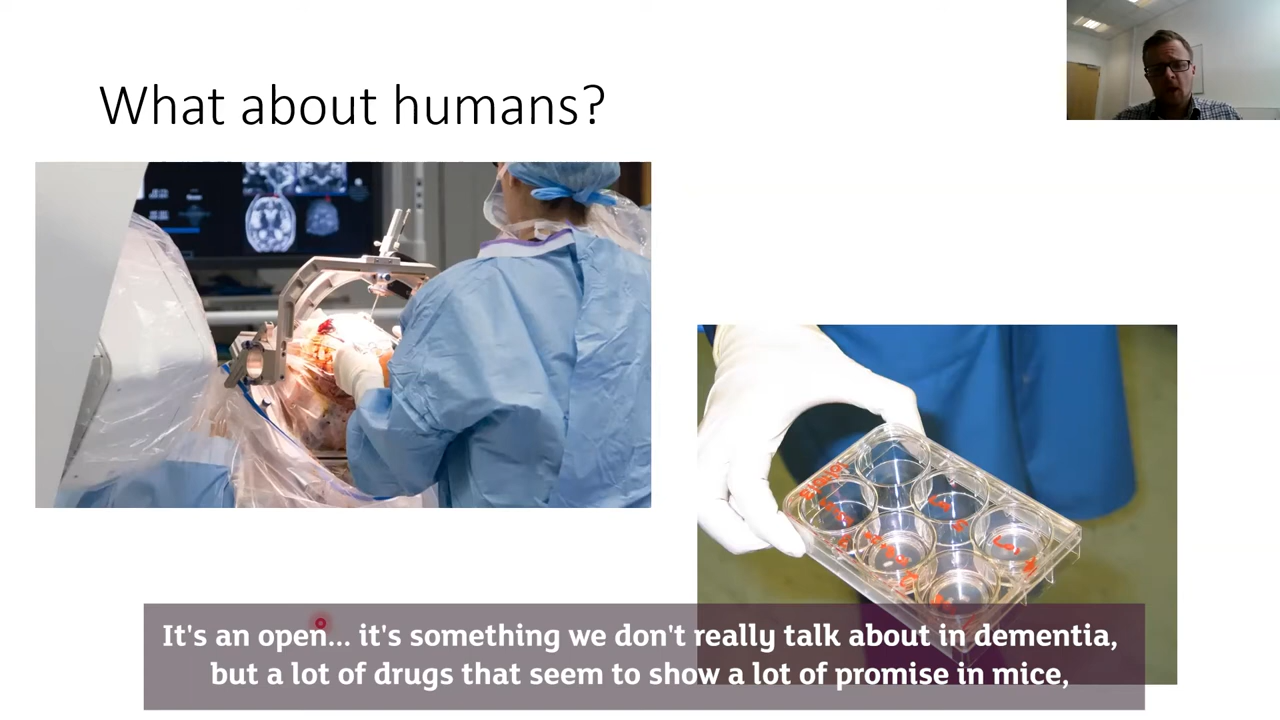 What about humans?
It's an open... it's something we don't really talk about in dementia,
but a lot of drugs that seem to show a lot of promise in mice,